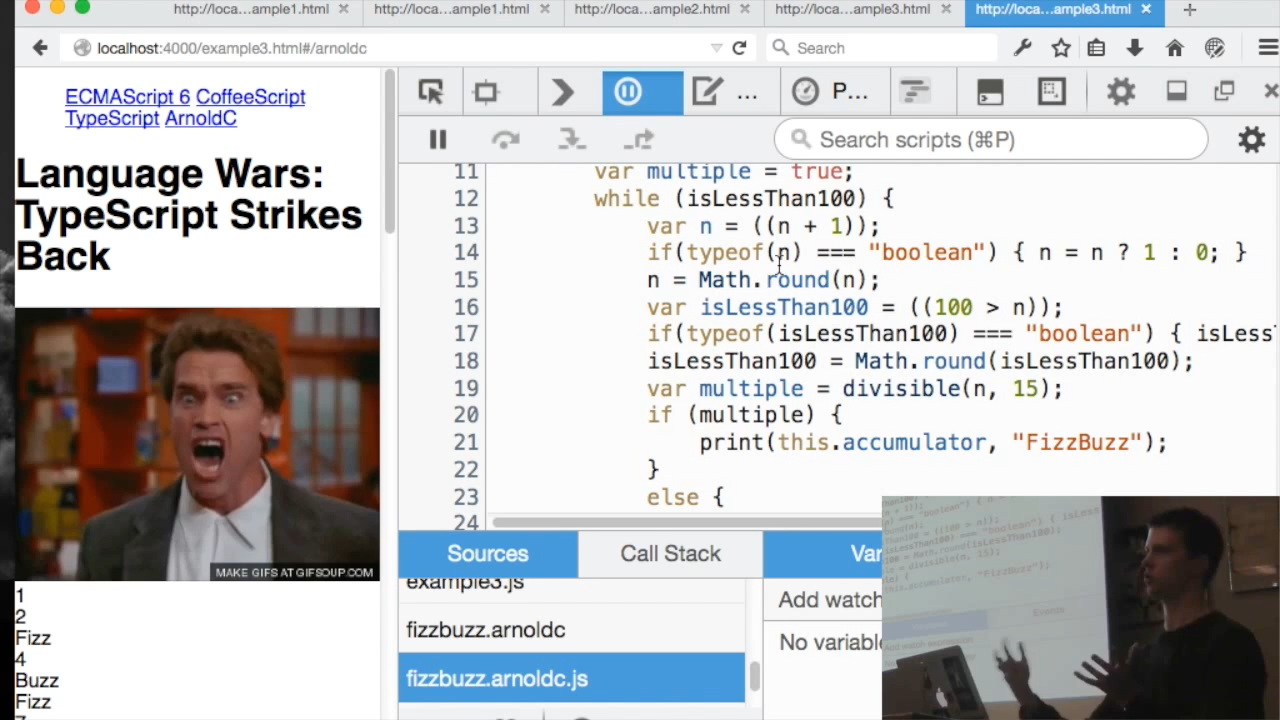 http://loca...ample1.html
http://loca...ample1.html
http://loca...ample2.html
http://loca...ample3.html
http://loca...ample3.html
localhost:4000/example3.html#/arnoldc
Search
ECMAScript 6 CoffeeScript
TypeScript ArnoldC
Language Wars:
TypeScript Strikes
Back
MAKE GIFS AT GIFSOUP.COM
1
2
Fizz
4
Buzz
Fizz
...
P...
Search scripts (⌘P)
11 var multiple = true;
12 while (isLessThan100) {
13 var n = ((n + 1));
14 if(typeof(n) === "boolean") { n = n ? 1 : 0; }
15 n = Math.round(n);
16 var isLessThan100 = ((100 > n));
17 if(typeof(isLessThan100) === "boolean") { isLess
18 isLessThan100 = Math.round(isLessThan100);
19 var multiple = divisible(n, 15);
20 if (multiple) {
21 print(this.accumulator, "FizzBuzz");
22 }
23 else {
24
Sources
Call Stack
Var
example3.js
fizzbuzz.arnoldc
fizzbuzz.arnoldc.js
Add watch
No variable